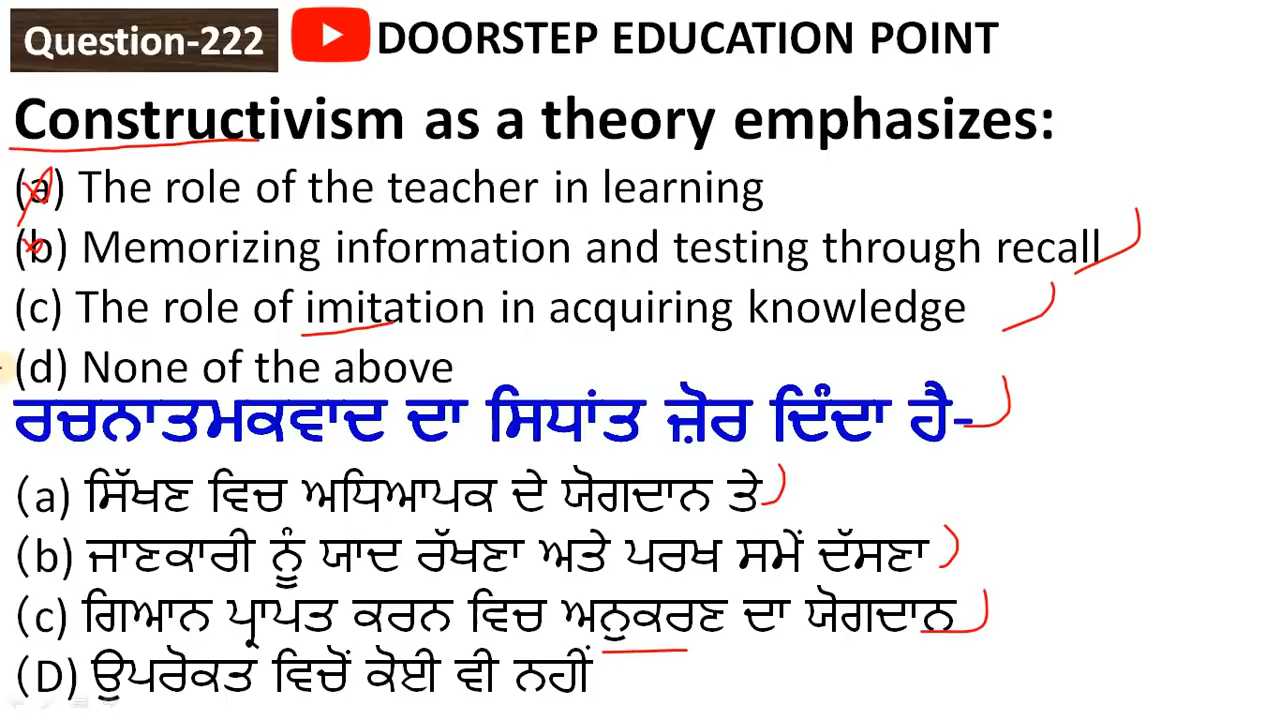 Question-222 DOORSTEP EDUCATION POINT
Constructivism as a theory emphasizes:
(a) The role of the teacher in learning
(b) Memorizing information and testing through recall
(c) The role of imitation in acquiring knowledge
(d) None of the above
ਰਚਨਾਤਮਕਵਾਦ ਦਾ ਸਿਧਾਂਤ ਜ਼ੋਰ ਦਿੰਦਾ ਹੈ-
(a) ਸਿੱਖਣ ਵਿਚ ਅਧਿਆਪਕ ਦੇ ਯੋਗਦਾਨ ਤੇ
(b) ਜਾਣਕਾਰੀ ਨੂੰ ਯਾਦ ਰੱਖਣਾ ਅਤੇ ਪਰਖ ਸਮੇਂ ਦੱਸਣਾ
(c) ਗਿਆਨ ਪ੍ਰਾਪਤ ਕਰਨ ਵਿਚ ਅਨੁਕਰਣ ਦਾ ਯੋਗਦਾਨ
(D) ਉਪਰੋਕਤ ਵਿਚੋਂ ਕੋਈ ਵੀ ਨਹੀਂ